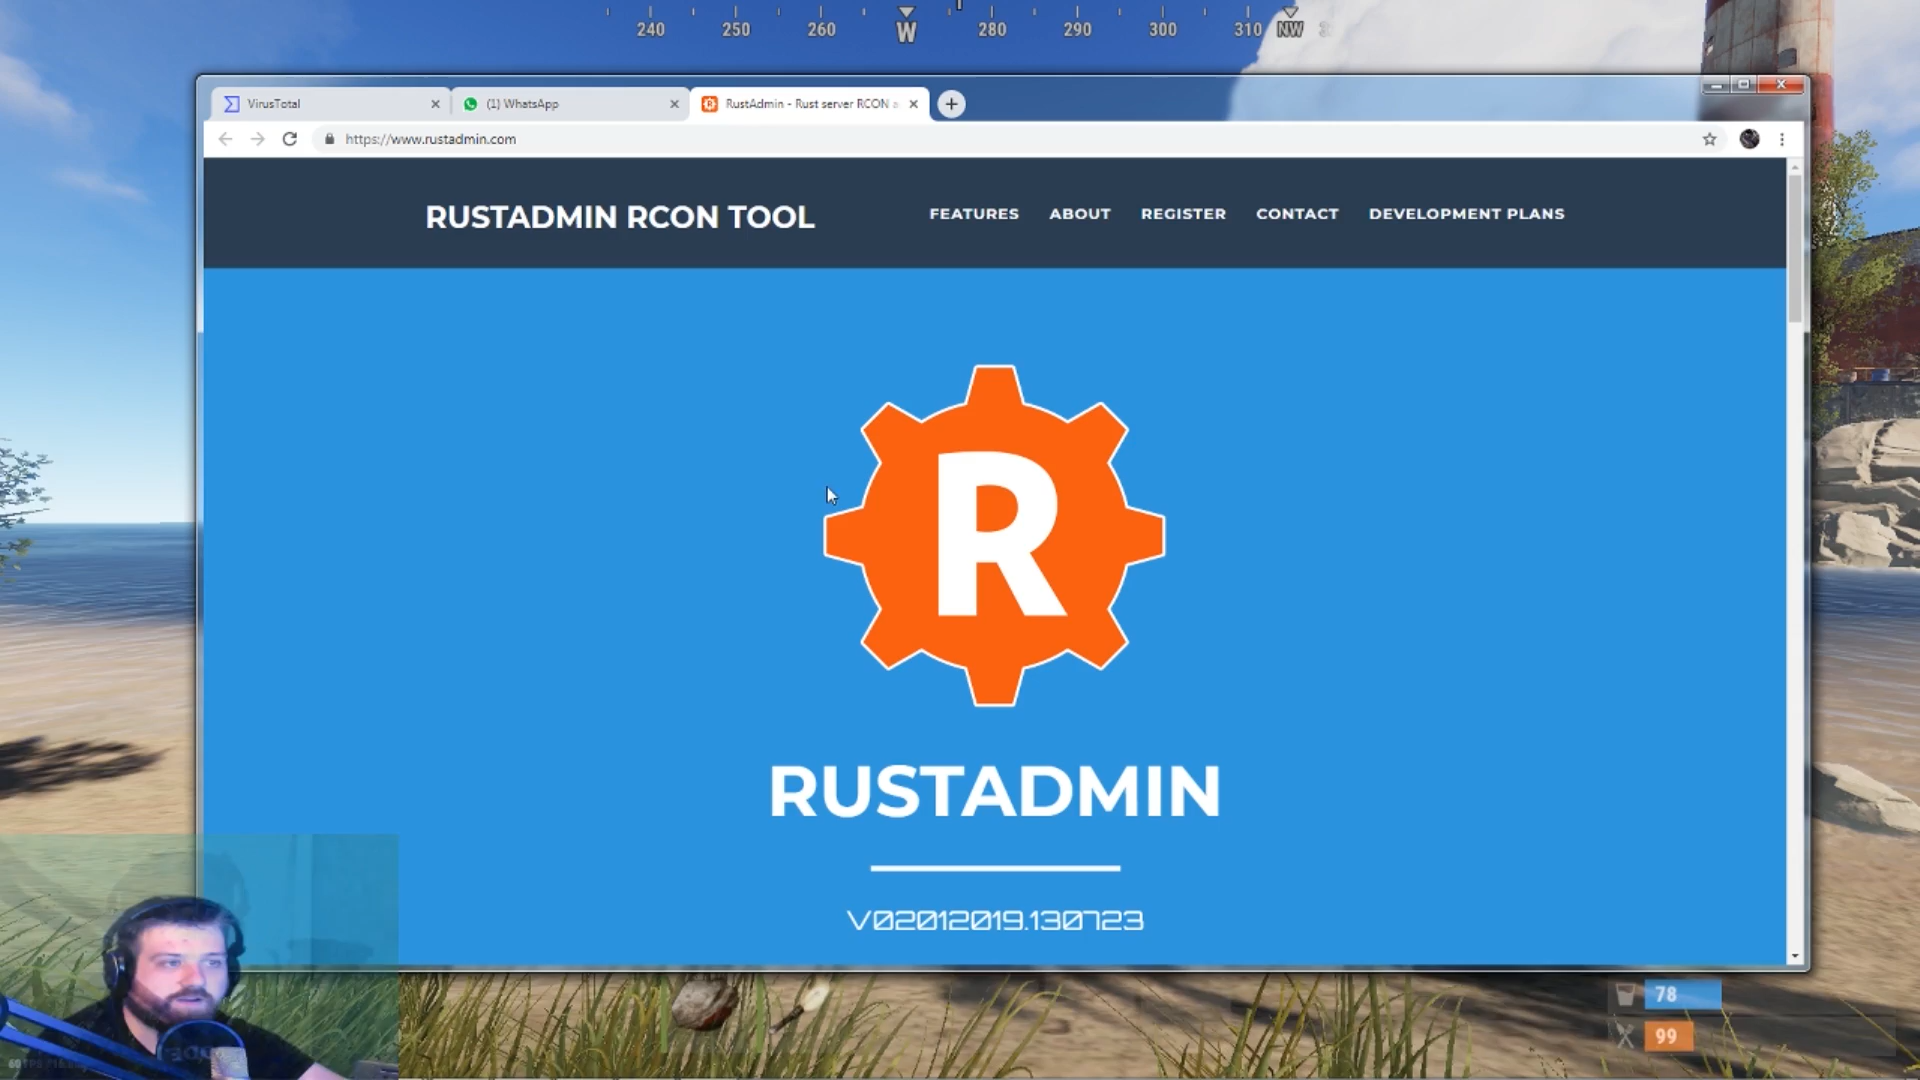 240 250 260 W 280 290 300 310 NW
VirusTotal
(1) WhatsApp
RustAdmin - Rust server RCON a
https://www.rustadmin.com
RUSTADMIN RCON TOOL
FEATURES ABOUT REGISTER CONTACT DEVELOPMENT PLANS
R
RUSTADMIN
V02012019.130723
78
99